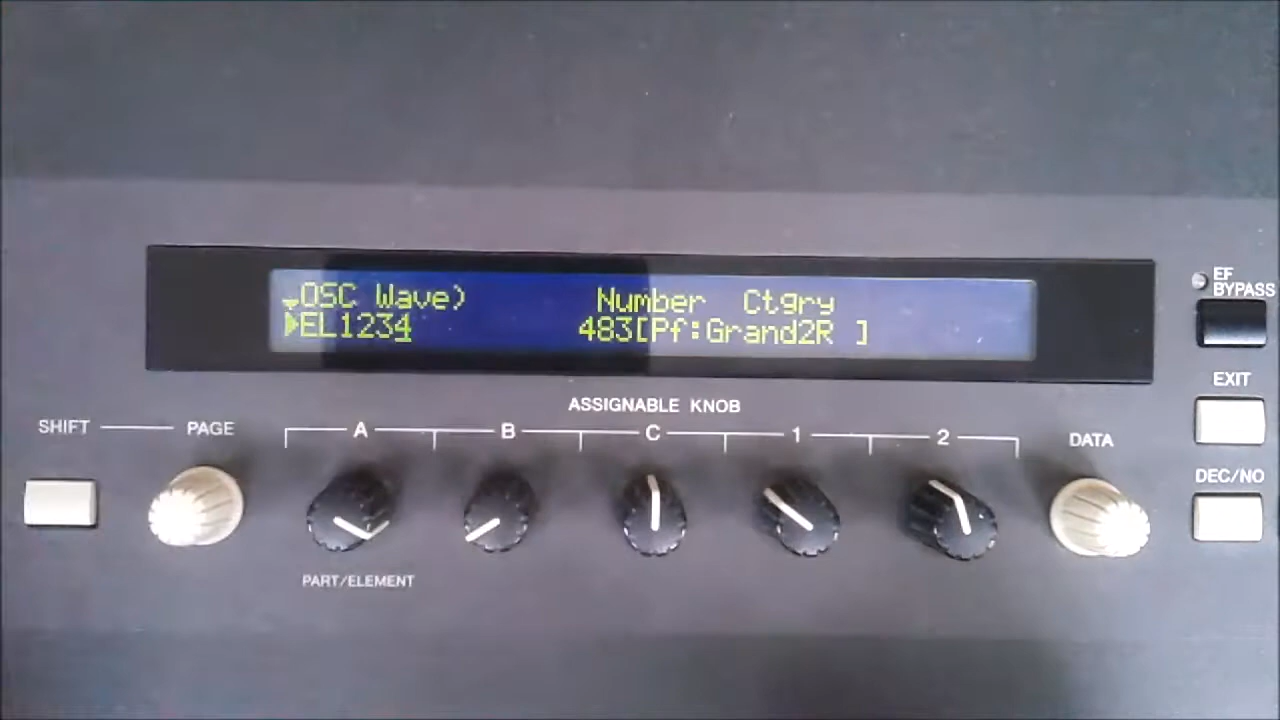 OSC Wave) Number Ctgry
EL1234 483[Pf:Grand2R ]
EF
BYPASS
EXIT
DEC/NO
ASSIGNABLE KNOB
SHIFT PAGE A B C 1 2 DATA
PART/ELEMENT